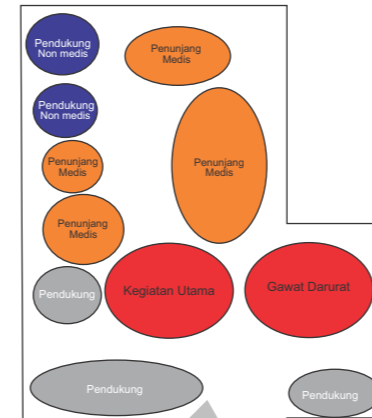 Pendukung
Non medis
Penunjang
Medis
Pendukung
Non medis
Penunjang
Medis
Penunjang
Medis
Penunjang
Medis
Pendukung
Kegiatan Utama
Gawat Darurat
Pendukung
Pendukung